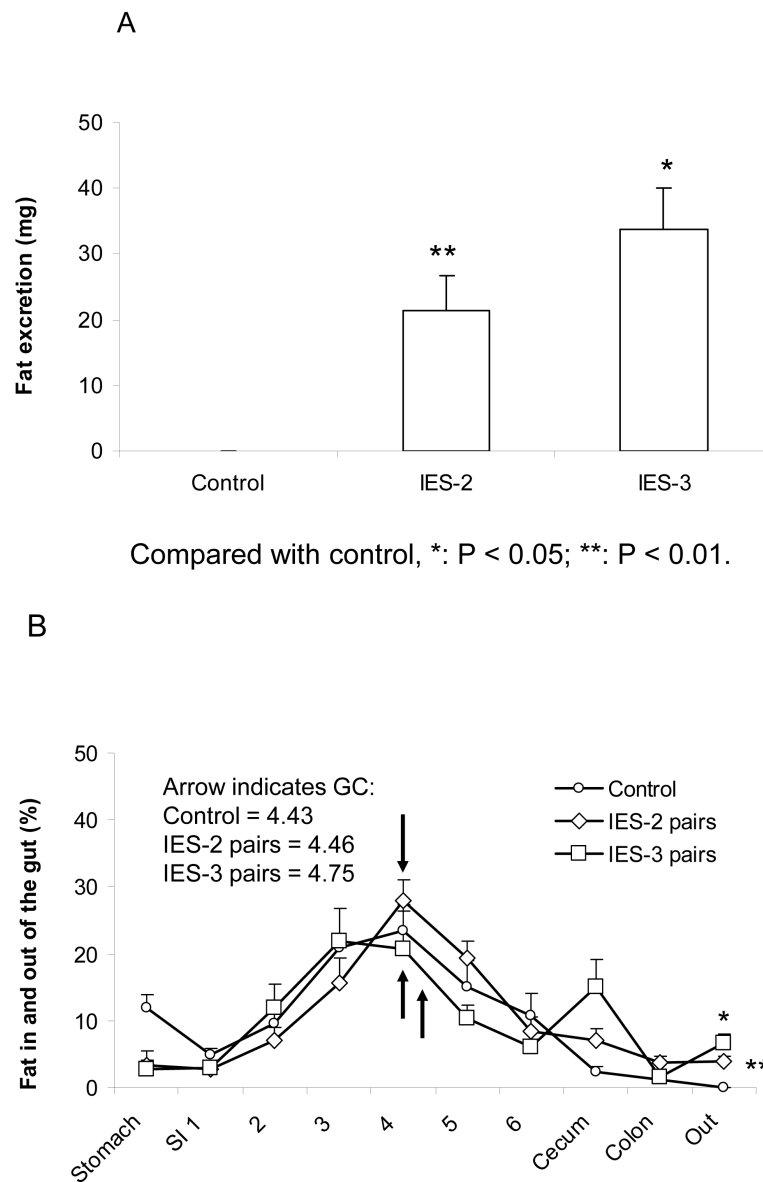 A
50
40
30
20
10
0
Fat excretion (mg)
**
*
Control IES-2 IES-3
Compared with control, *: P < 0.05; **: P < 0.01.
B
50
40
30
20
10
0
Fat in and out of the gut (%)
Arrow indicates GC:
Control = 4.43
IES-2 pairs = 4.46
IES-3 pairs = 4.75
Control
IES-2 pairs
IES-3 pairs
*
**
Stomach SI 1 2 3 4 5 6 Cecum Colon Out